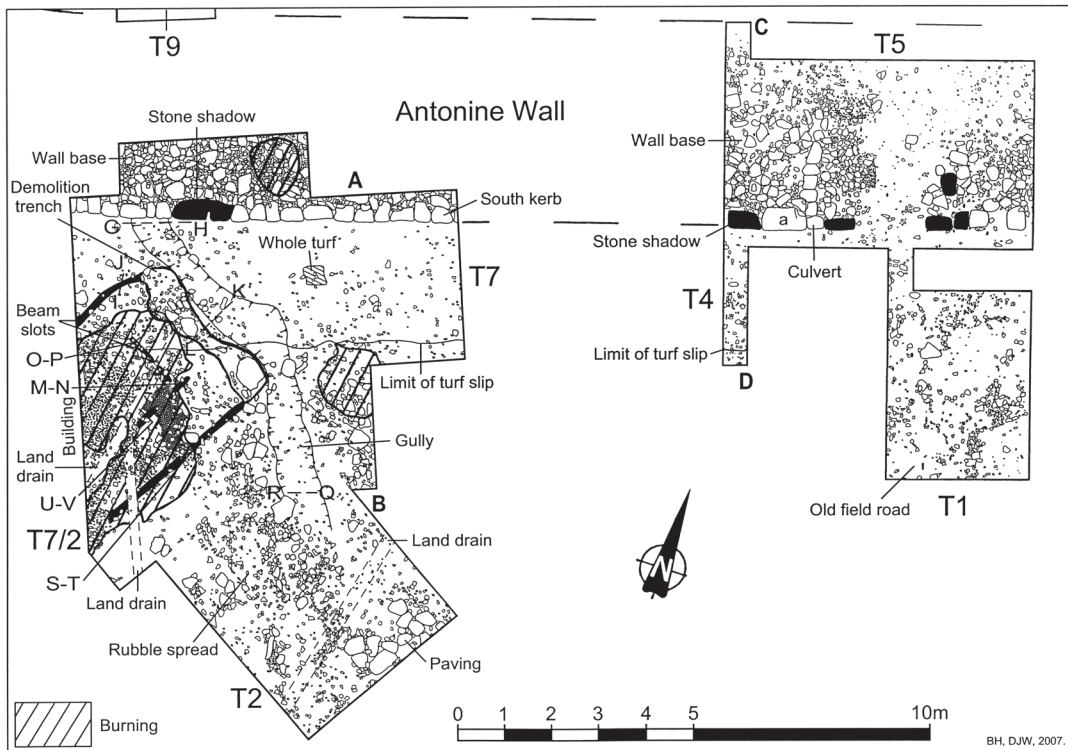 T9
C
T5
Antonine Wall
Stone shadow
Wall base
Demolition
trench
A
South kerb
G
H
Whole turf
J
I
K
T7
Beam
slots
O-P
M-N
L
Limit of turf slip
Building
Land
drain
Gully
U-V
R
Q
B
T7/2
S-T
Land drain
Land drain
Rubble spread
Paving
T2
Wall base
Stone shadow
a
Culvert
T4
Limit of turf slip
D
Old field road
T1
N
Burning
0 1 2 3 4 5 10m
BH, DJW, 2007.